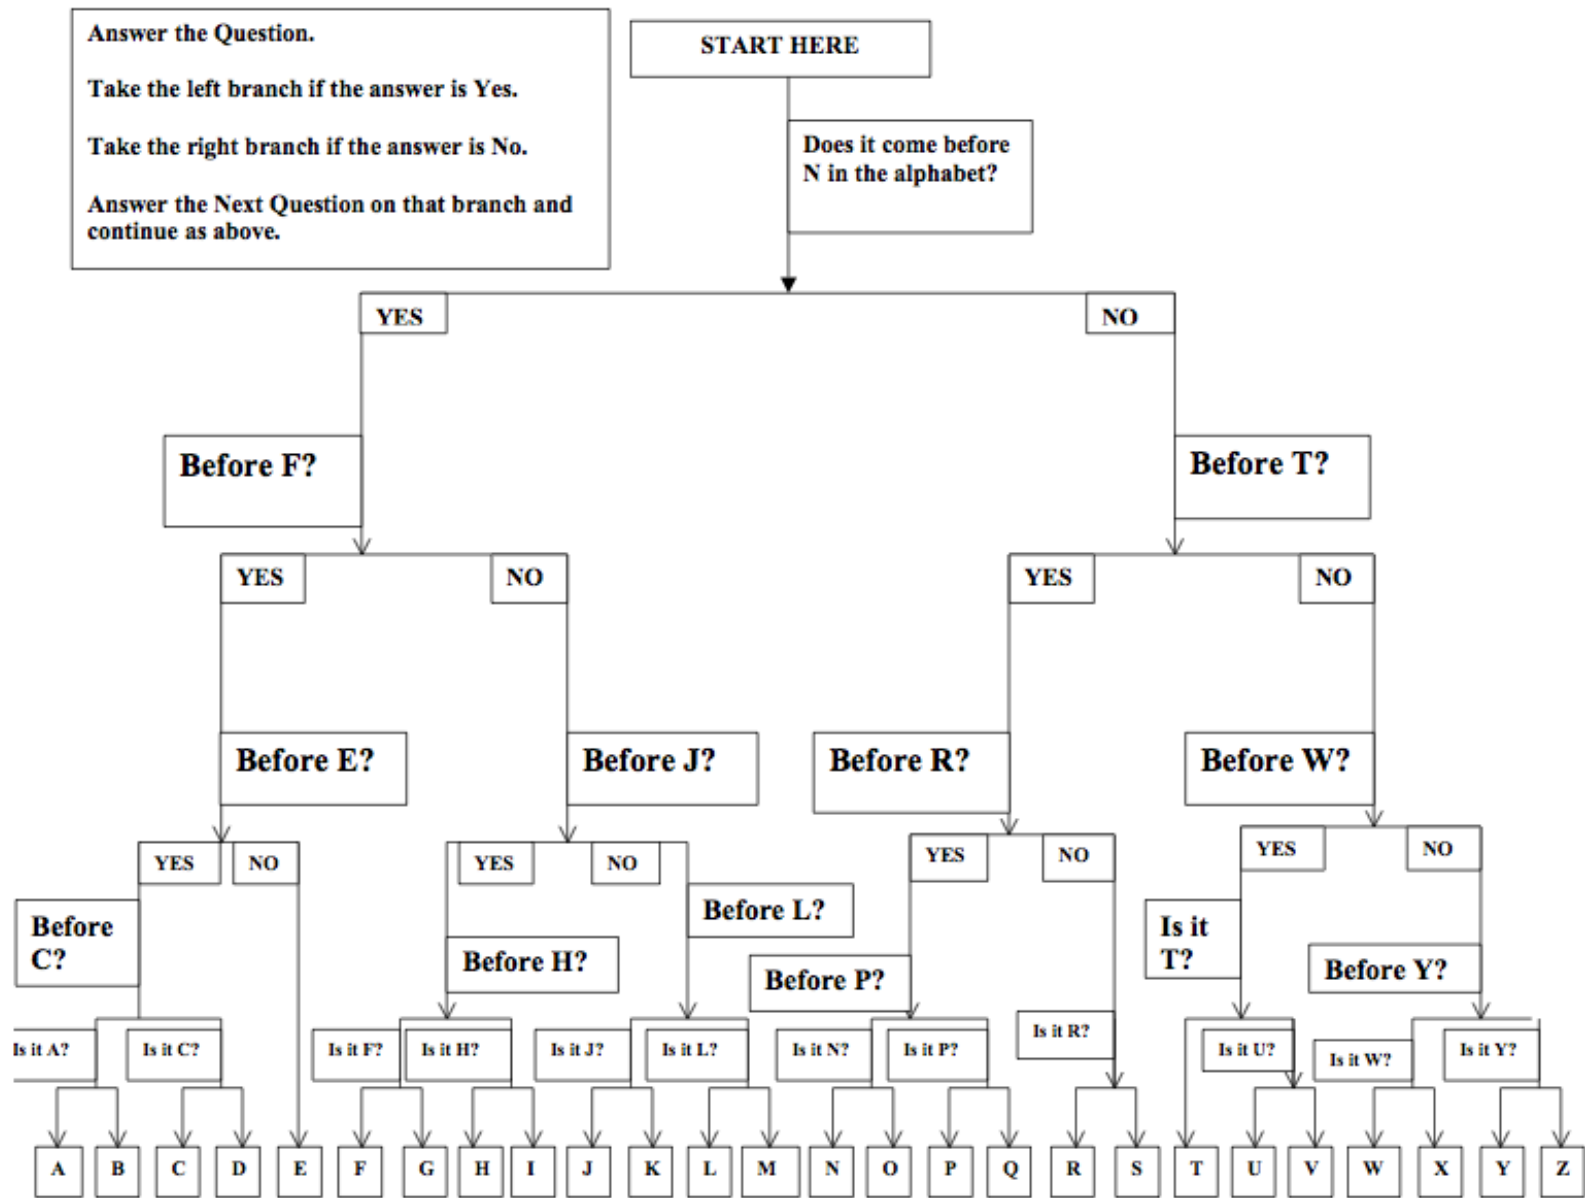 Answer the Question.
Take the left branch if the answer is Yes.
Take the right branch if the answer is No.
Answer the Next Question on that branch and
continue as above.
START HERE
Does it come before
N in the alphabet?
YES
NO
Before F?
Before T?
YES
NO
YES
NO
Before E?
Before J?
Before R?
Before W?
YES
NO
YES
NO
YES
NO
YES
NO
Before
C?
Before H?
Before L?
Before P?
Is it
T?
Before Y?
Is it A?
Is it C?
Is it F?
Is it H?
Is it J?
Is it L?
Is it N?
Is it P?
Is it R?
Is it U?
Is it W?
Is it Y?
A
B
C
D
E
F
G
H
I
J
K
L
M
N
O
P
Q
R
S
T
U
V
W
X
Y
Z